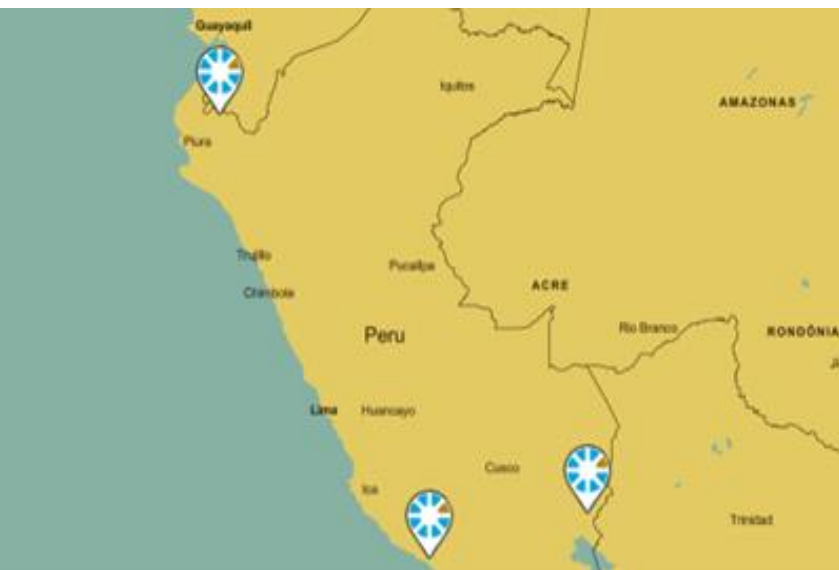 Guayaquil
Iquitos
AMAZONAS
Piura
Trujillo
Pucallpa
ACRE
Chimbote
Peru
Rio Branco
RONDÔNIA
Lima
Huancayo
Cusco
Ica
Trinidad